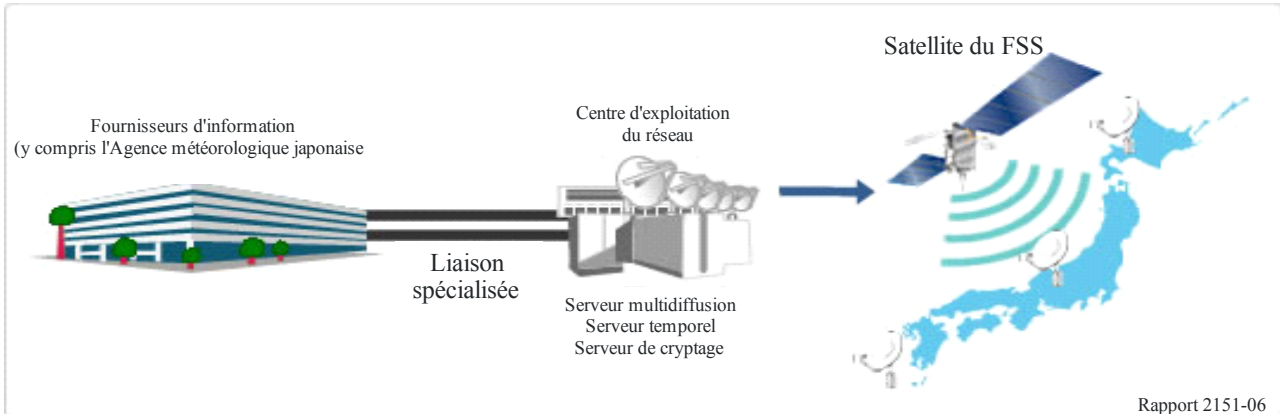 Satellite du FSS
Fournisseurs d'information
(y compris l'Agence météorologique japonaise
Centre d'exploitation
du réseau
Liaison
spécialisée
Serveur multidiffusion
Serveur temporel
Serveur de cryptage
Rapport 2151-06